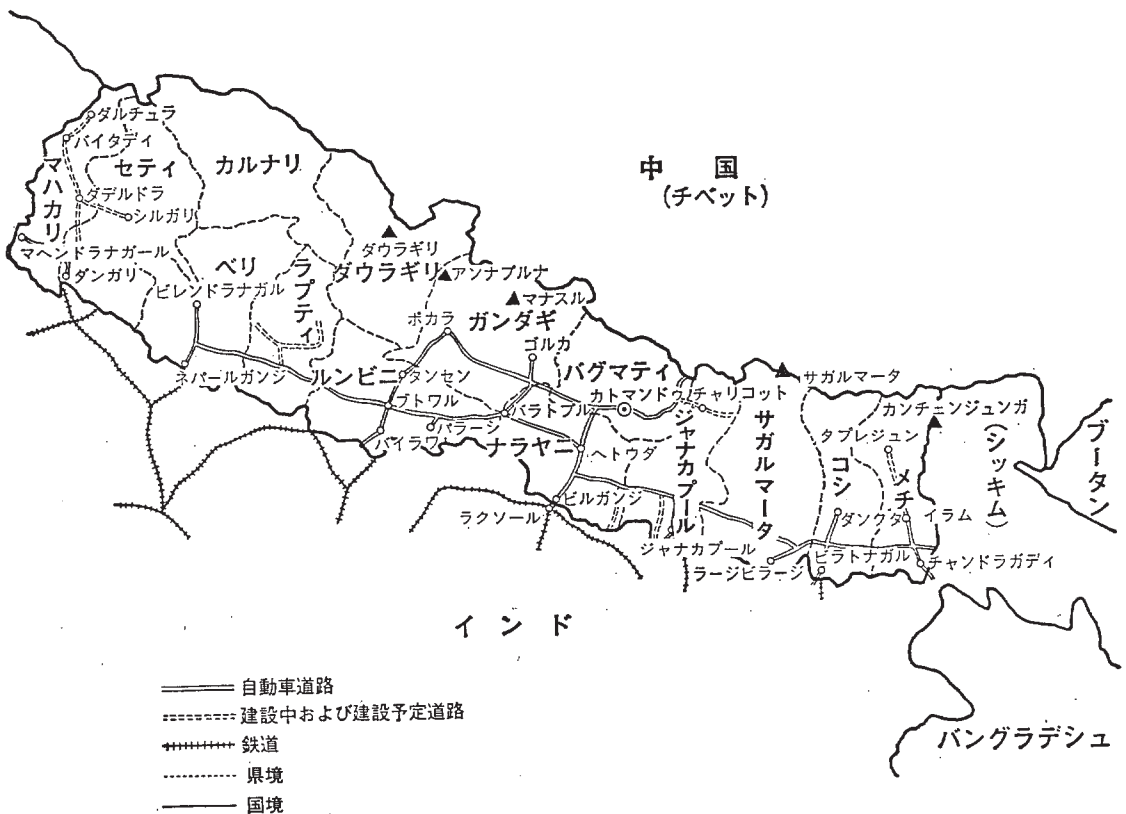 中 国
(チベット)
ダルチュラ
バイタディ
マハカリ
セティ
カルナリ
ダデルドラ
シルガリ
マヘンドラナガール
ダンガリ
ビレンドラナガル
ベリ
ラプティ
ダウラギリ
ダウラギリ
アンナプルナ
マナスル
ポカラ
ガンダギ
ゴルカ
ネパールガンジ
ルンビニ
タンセン
バグマティ
カトマンドゥ
チャリコット
サガルマータ
ブトワル
バラトプル
パラーシ
バイラワ
ナラヤニ
ヘトウダ
ジャナカプール
サガルマータ
カンチェンジュンガ
タプレジュン
コシ
メチ
(シッキム)
ブータン
ビルガンジ
ラクソール
ダンクタ
イラム
ジャナカプール
ラージビラージ
ビラトナガル
チャンドラガディ
インド
バングラデシュ
自動車道路
建設中および建設予定道路
鉄道
県境
国境